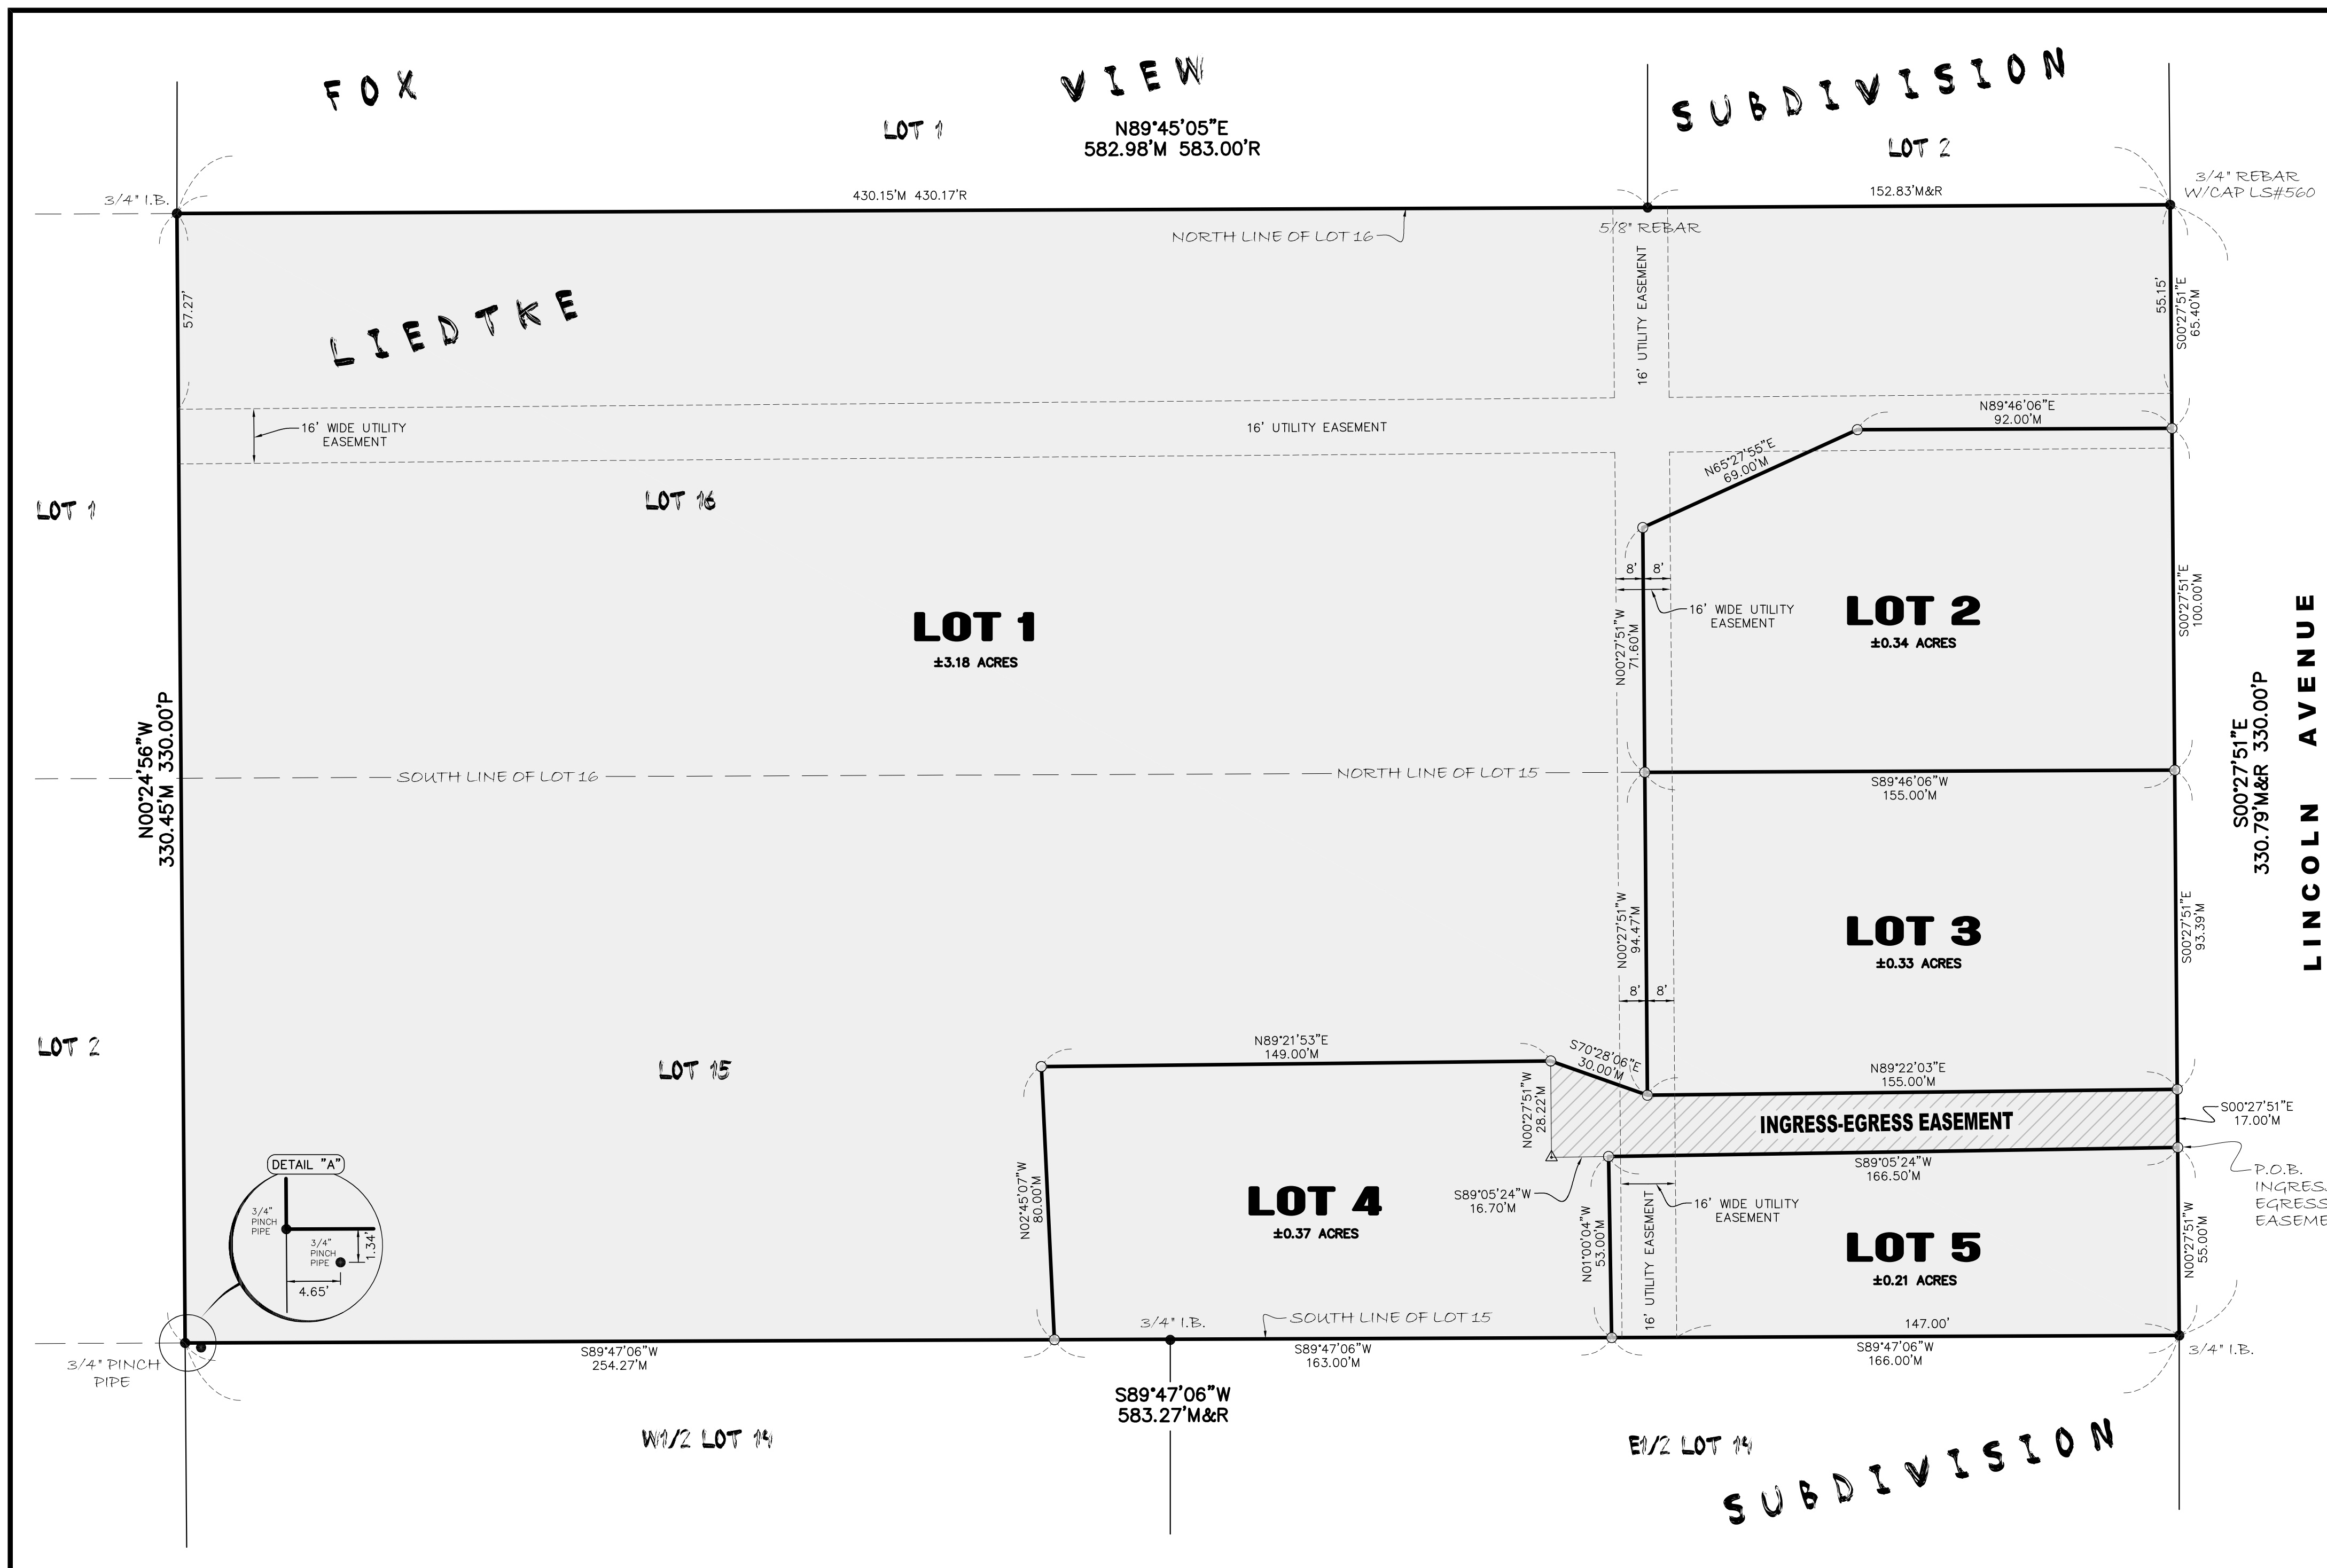 FOX VIEW SUBDIVISION
LOT 1
N89°45'05"E
582.98'M 583.00'R
LOT 2
3/4" I.B.
430.15'M 430.17'R
152.83'M&R
3/4" REBAR
W/CAP LS#560
NORTH LINE OF LOT 16
5/8" REBAR
57.27'
LIEDTKE
16' UTILITY EASEMENT
55.15'
S00°27'51"E
65.40'M
16' WIDE UTILITY
EASEMENT
16' UTILITY EASEMENT
N89°46'06"E
92.00'M
N65°27'55"E
69.00'M
LOT 1
LOT 16
8' 8'
16' WIDE UTILITY
EASEMENT
N00°27'51"W
71.60'M
LOT 1
±3.18 ACRES
LOT 2
±0.34 ACRES
S00°27'51"E
100.00'M
N00°24'56"W
330.45'M 330.00'P
SOUTH LINE OF LOT 16
NORTH LINE OF LOT 15
S89°46'06"W
155.00'M
S00°27'51"E
330.79'M&R 330.00'P
LINCOLN AVENUE
N00°27'51"W
94.47'M
LOT 3
±0.33 ACRES
S00°27'51"E
93.39'M
8' 8'
LOT 2
LOT 15
N89°21'53"E
149.00'M
S70°28'06"E
30.00'M
N89°22'03"E
155.00'M
N00°27'51"W
28.22'M
INGRESS-EGRESS EASEMENT
S00°27'51"E
17.00'M
DETAIL "A"
3/4"
PINCH
PIPE
3/4"
PINCH
PIPE
1.34'
4.65'
N02°45'07"W
80.00'M
LOT 4
±0.37 ACRES
S89°05'24"W
16.70'M
S89°05'24"W
166.50'M
P.O.B.
INGRES
EGRESS
EASEME
N01°00'04"W
53.00'M
16' UTILITY EASEMENT
16' WIDE UTILITY
EASEMENT
LOT 5
±0.21 ACRES
N00°27'51"W
55.00'M
3/4" I.B.
SOUTH LINE OF LOT 15
147.00'
3/4" PINCH
PIPE
S89°47'06"W
254.27'M
S89°47'06"W
163.00'M
S89°47'06"W
166.00'M
3/4" I.B.
S89°47'06"W
583.27'M&R
W1/2 LOT 14
E1/2 LOT 14
SUBDIVISION